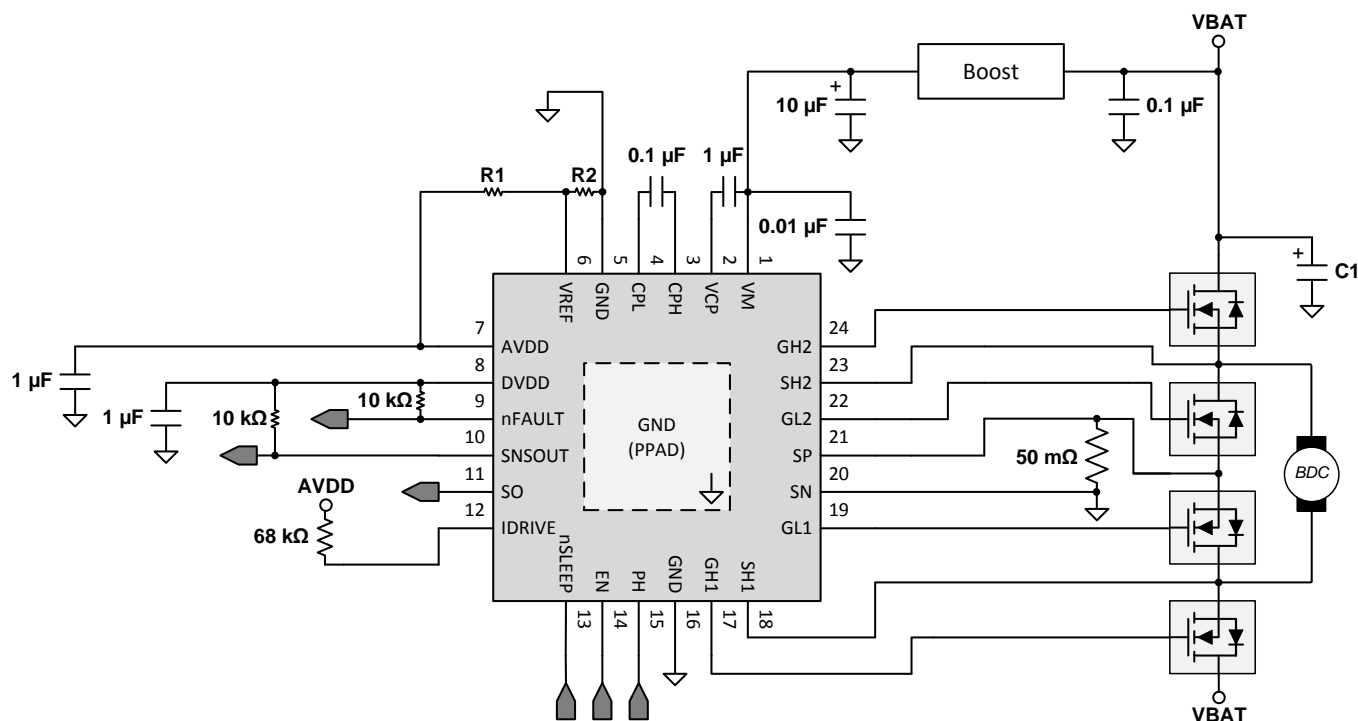 VBAT
Boost
10 µF
+
0.1 µF
0.1 µF
1 µF
R1
R2
0.01 µF
+
C1
6
5
4
3
2
1
VREF
GND
CPL
CPH
VCP
VM
7
AVDD
8
DVDD
9
nFAULT
10
SNSOUT
11
SO
12
IDRIVE
1 µF
1 µF
10 kΩ
10 kΩ
AVDD
68 kΩ
GND
(PPAD)
24
GH2
23
SH2
22
GL2
21
SP
20
SN
19
GL1
50 mΩ
BDC
nSLEEP
EN
PH
GND
GH1
SH1
13
14
15
16
17
18
VBAT